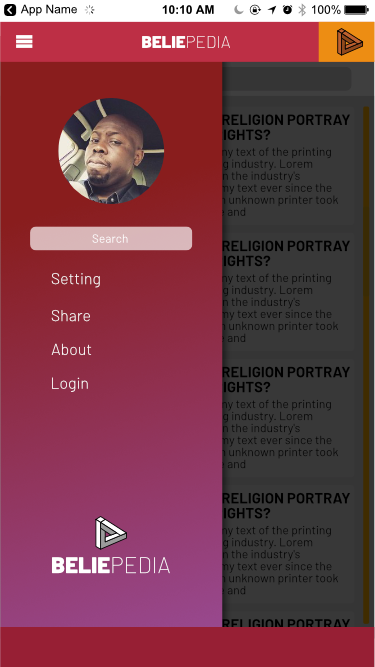 App Name
10:10 AM
100%
BELIEPEDIA
Search
Setting
Share
About
Login
BELIEPEDIA
RELIGION PORTRAY
IGHTS?
my text of the printing
g industry. Lorem
n the industry's
my text ever since the
unknown printer took
and
RELIGION PORTRAY
IGHTS?
my text of the printing
g industry. Lorem
n the industry's
my text ever since the
unknown printer took
and
RELIGION PORTRAY
IGHTS?
my text of the printing
g industry. Lorem
n the industry's
my text ever since the
unknown printer took
and
RELIGION PORTRAY
IGHTS?
my text of the printing
g industry. Lorem
n the industry's
my text ever since the
unknown printer took
and
RELIGION PORTRAY